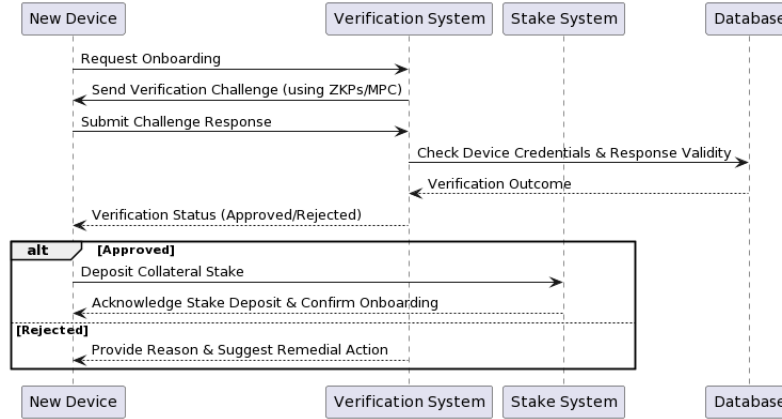 New Device Verification System Stake System Database
Request Onboarding
Send Verification Challenge (using ZKPs/MPC)
Submit Challenge Response
Check Device Credentials & Response Validity
Verification Outcome
Verification Status (Approved/Rejected)
alt [Approved]
Deposit Collateral Stake
Acknowledge Stake Deposit & Confirm Onboarding
[Rejected]
Provide Reason & Suggest Remedial Action
New Device Verification System Stake System Database